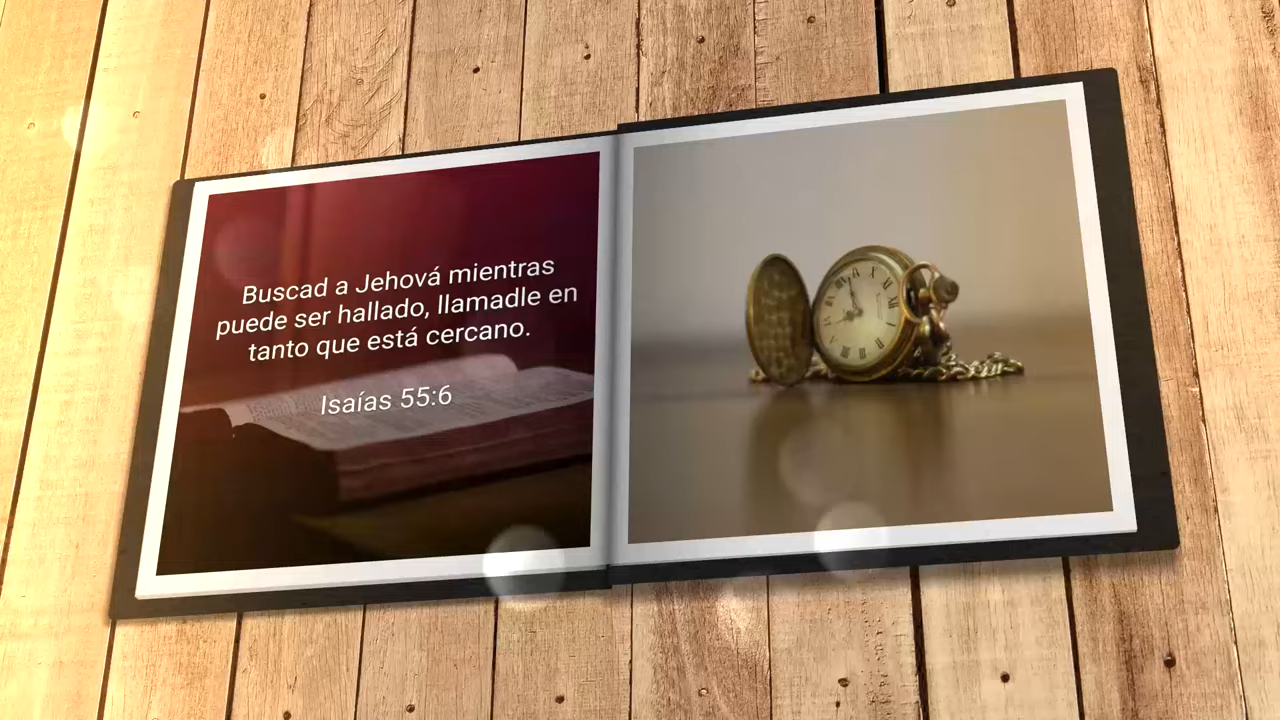 Buscad a Jehová mientras
puede ser hallado, llamadle en
tanto que está cercano.
Isaías 55:6